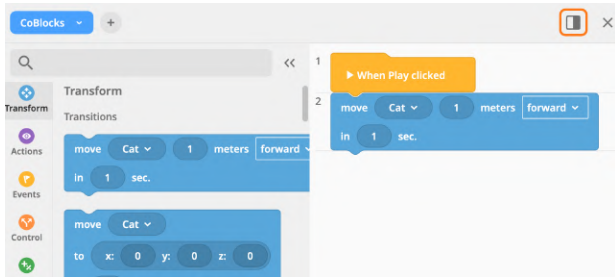 CoBlocks
+
Transform
Transitions
move Cat 1 meters forward
in 1 sec.
move Cat
to x: 0 y: 0 z: 0
Transform
Actions
Events
Control
1
When Play clicked
2
move Cat 1 meters forward
in 1 sec.